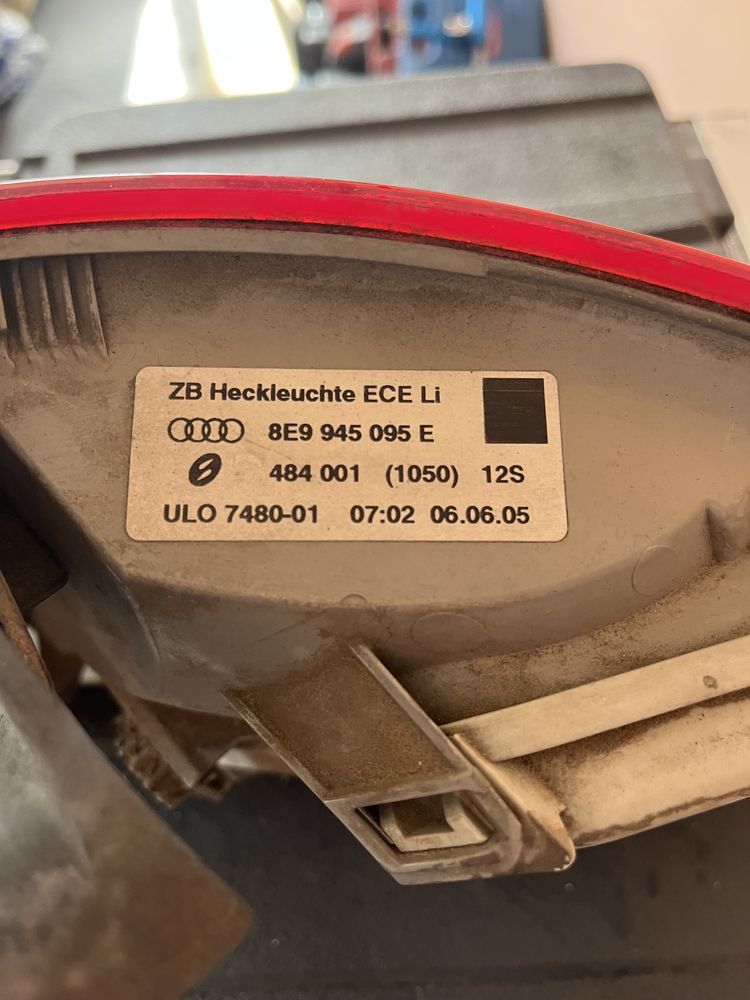 ZB Heckleuchte ECE Li
8E9 945 095 E
484 001 (1050) 12S
ULO 7480-01 07:02 06.06.05